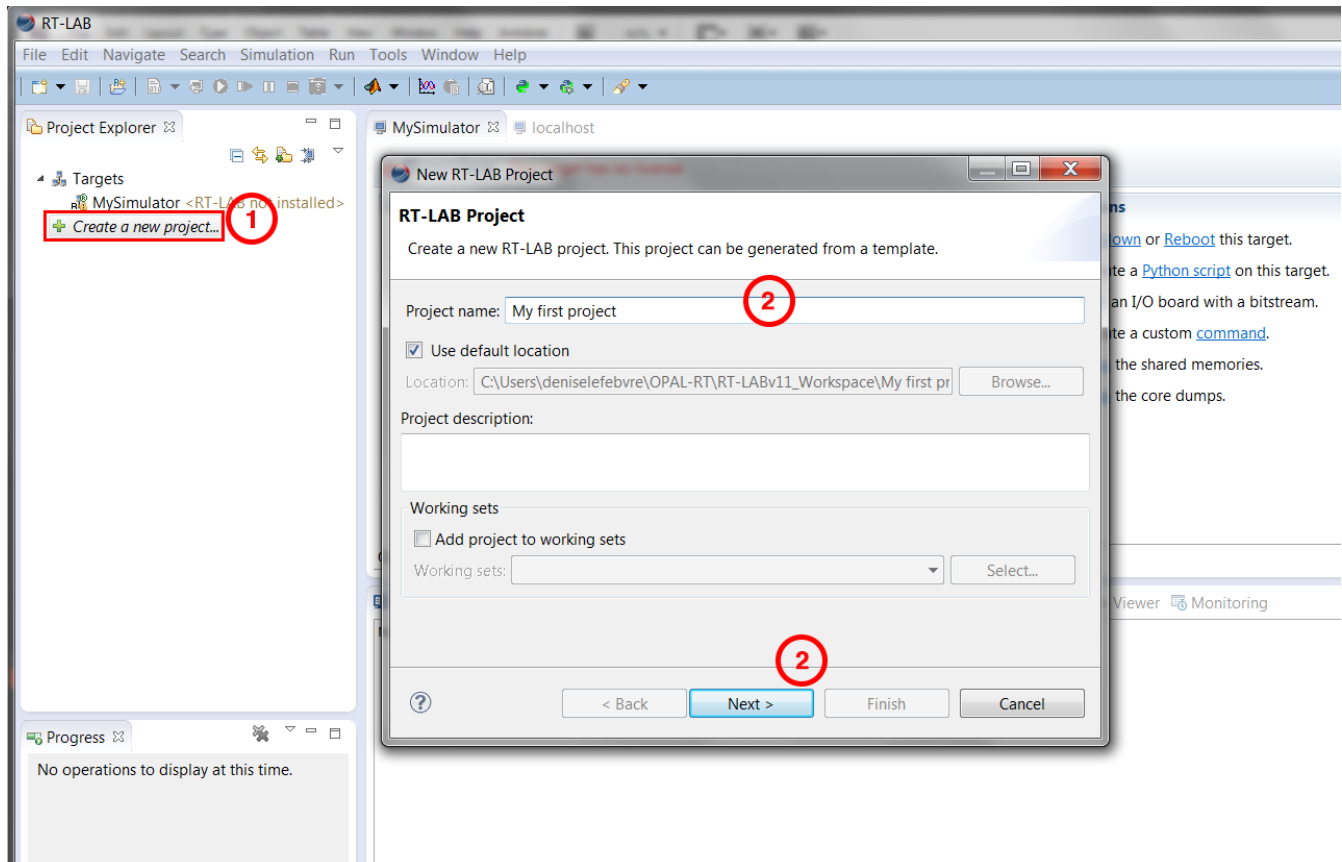 RT-LAB
File Edit Navigate Search Simulation Run Tools Window Help
Project Explorer
Targets
MySimulator <RT-LAB not installed>
Create a new project...
1
MySimulator localhost
New RT-LAB Project
RT-LAB Project
Create a new RT-LAB project. This project can be generated from a template.
Project name: My first project
2
Use default location
Location: C:\Users\deniselefebvre\OPAL-RT\RT-LABv11_Workspace\My first pr Browse...
Project description:
Working sets
Add project to working sets
Working sets: Select...
2
< Back Next > Finish Cancel
or Reboot this target.
a Python script on this target.
an I/O board with a bitstream.
a custom command.
the shared memories.
the core dumps.
Viewer Monitoring
Progress
No operations to display at this time.